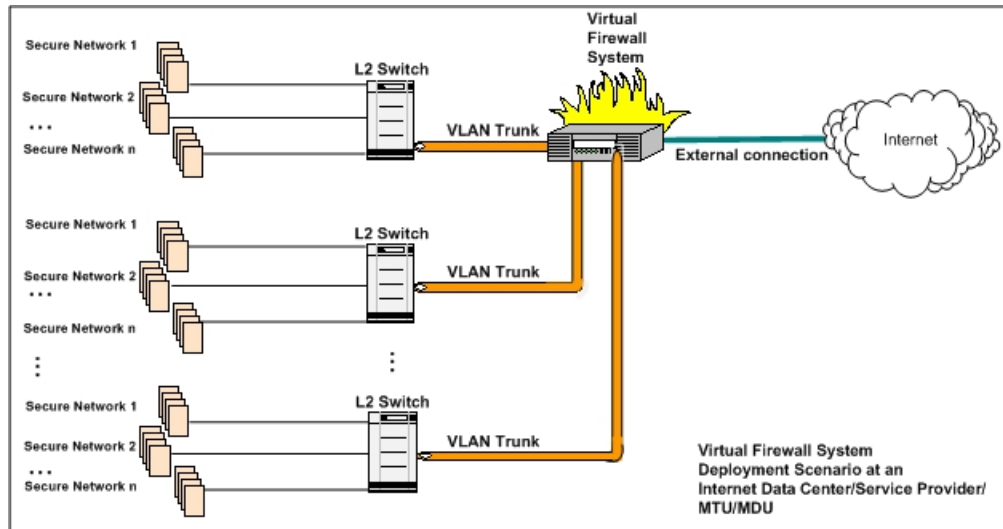 Virtual
Firewall
System
Secure Network 1
L2 Switch
Secure Network 2
...
VLAN Trunk
Secure Network n
External connection
Internet
Secure Network 1
L2 Switch
Secure Network 2
...
VLAN Trunk
Secure Network n
Secure Network 1
L2 Switch
Secure Network 2
...
VLAN Trunk
Secure Network n
Virtual Firewall System
Deployment Scenario at an
Internet Data Center/Service Provider/
MTU/MDU